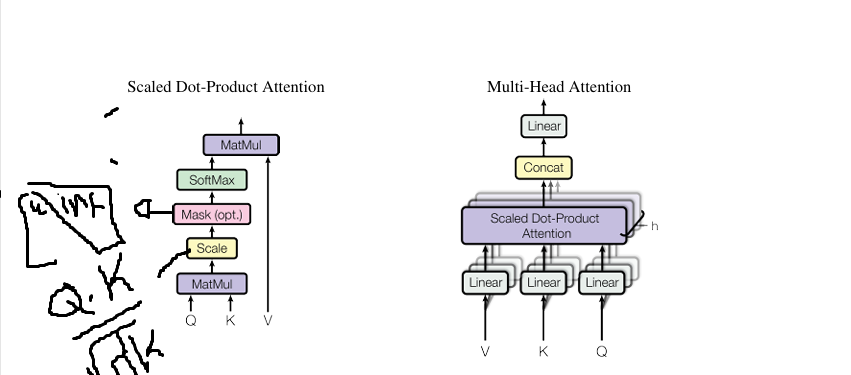 Scaled Dot-Product Attention
MatMul
SoftMax
Mask (opt.)
Scale
MatMul
Q K V
inf
Q.K
√dK
Multi-Head Attention
Linear
Concat
Scaled Dot-Product
Attention
h
Linear Linear Linear
V K Q